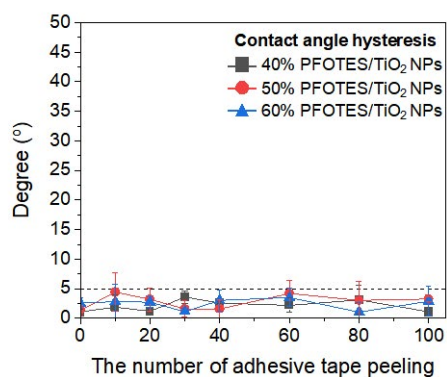 50
45
40
35
30
25
20
15
10
5
0
Degree (°)
Contact angle hysteresis
40% PFOTES/TiO₂ NPs
50% PFOTES/TiO₂ NPs
60% PFOTES/TiO₂ NPs
0 20 40 60 80 100
The number of adhesive tape peeling